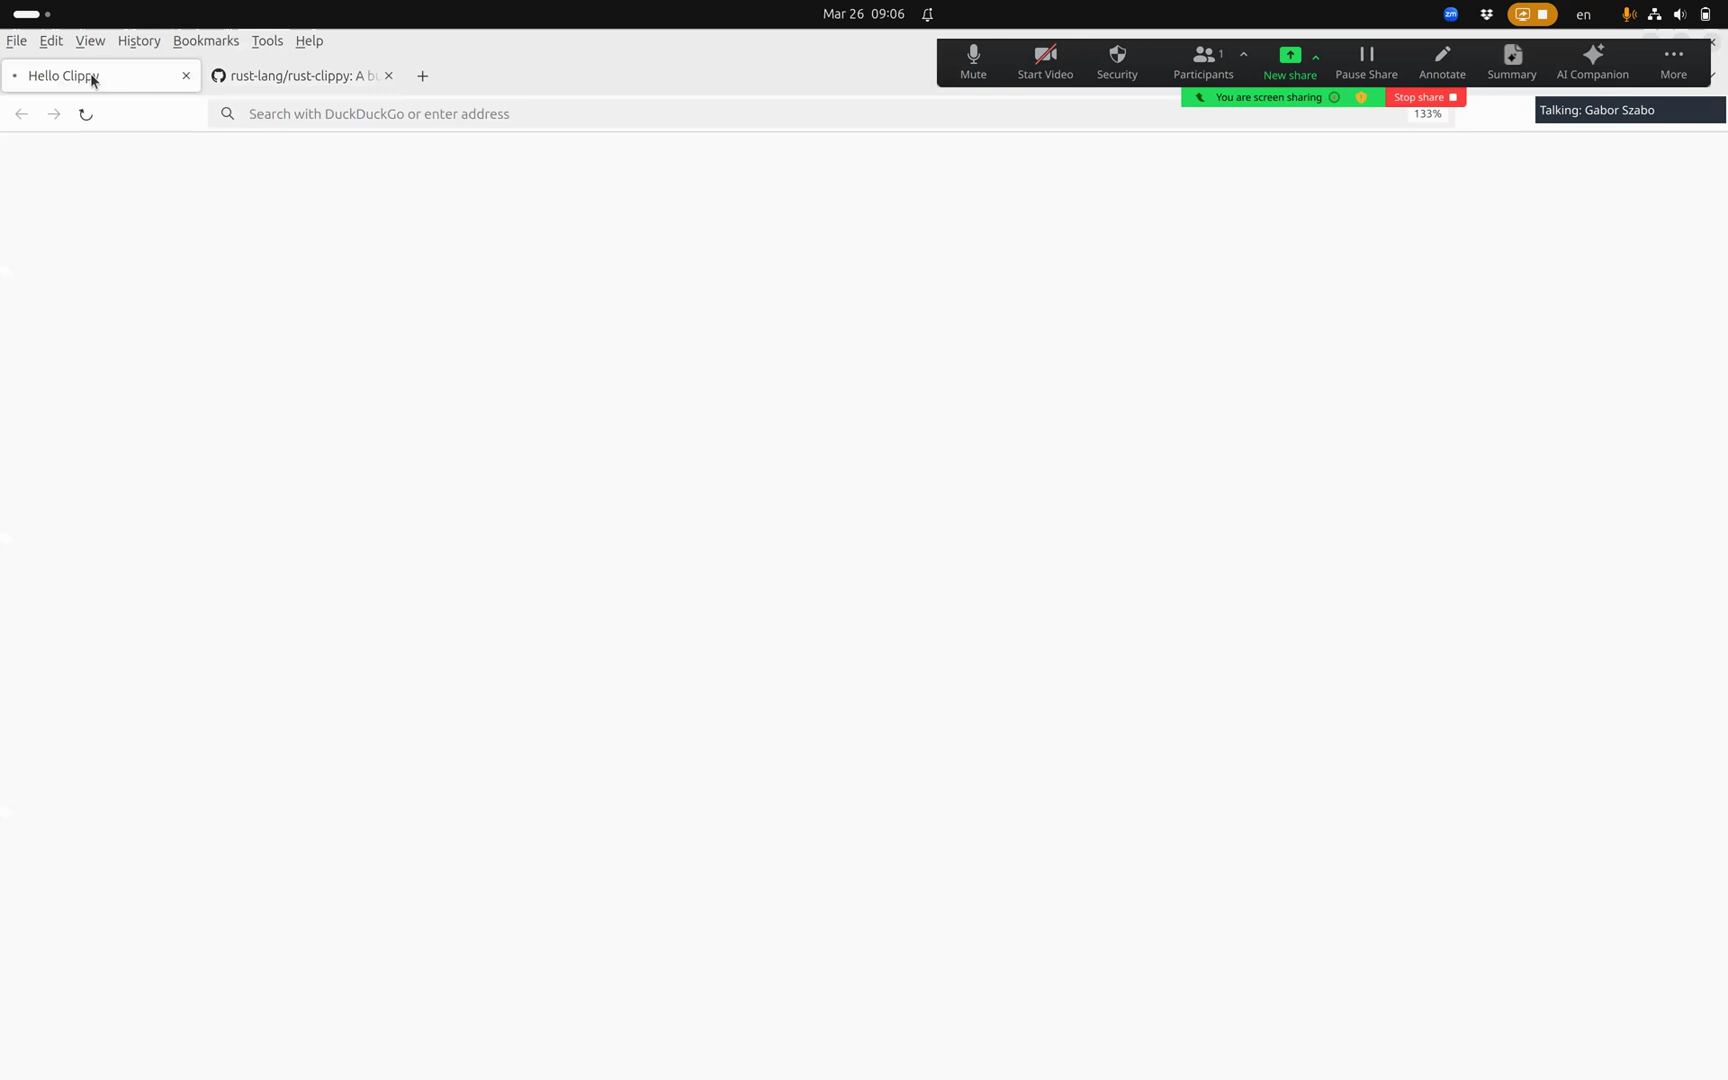 Mar 26 09:06
zm
en
File Edit View History Bookmarks Tools Help
Hello Clippy
rust-lang/rust-clippy: A bu
Mute
Start Video
Security
Participants 1
New share
Pause Share
Annotate
Summary
AI Companion
More
You are screen sharing
Stop share
Search with DuckDuckGo or enter address
133%
Talking: Gabor Szabo